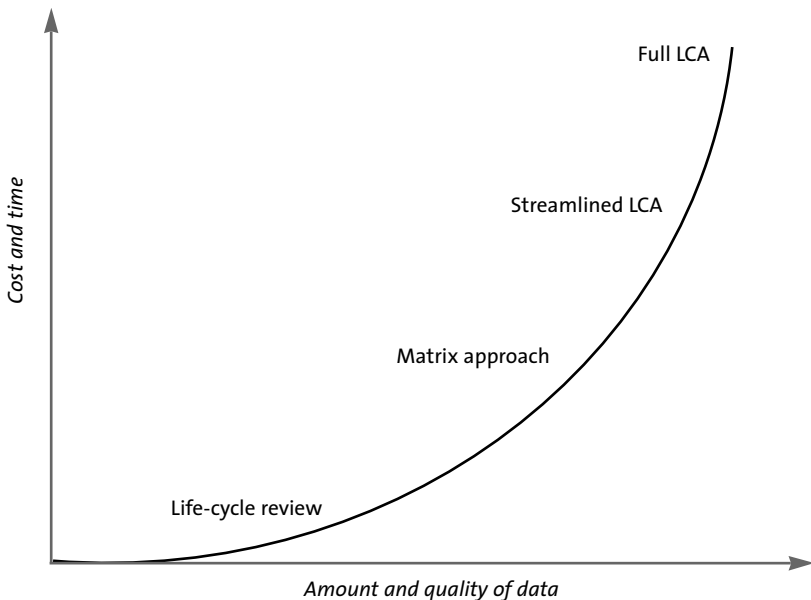 Full LCA
Streamlined LCA
Cost and time
Matrix approach
Life-cycle review
Amount and quality of data